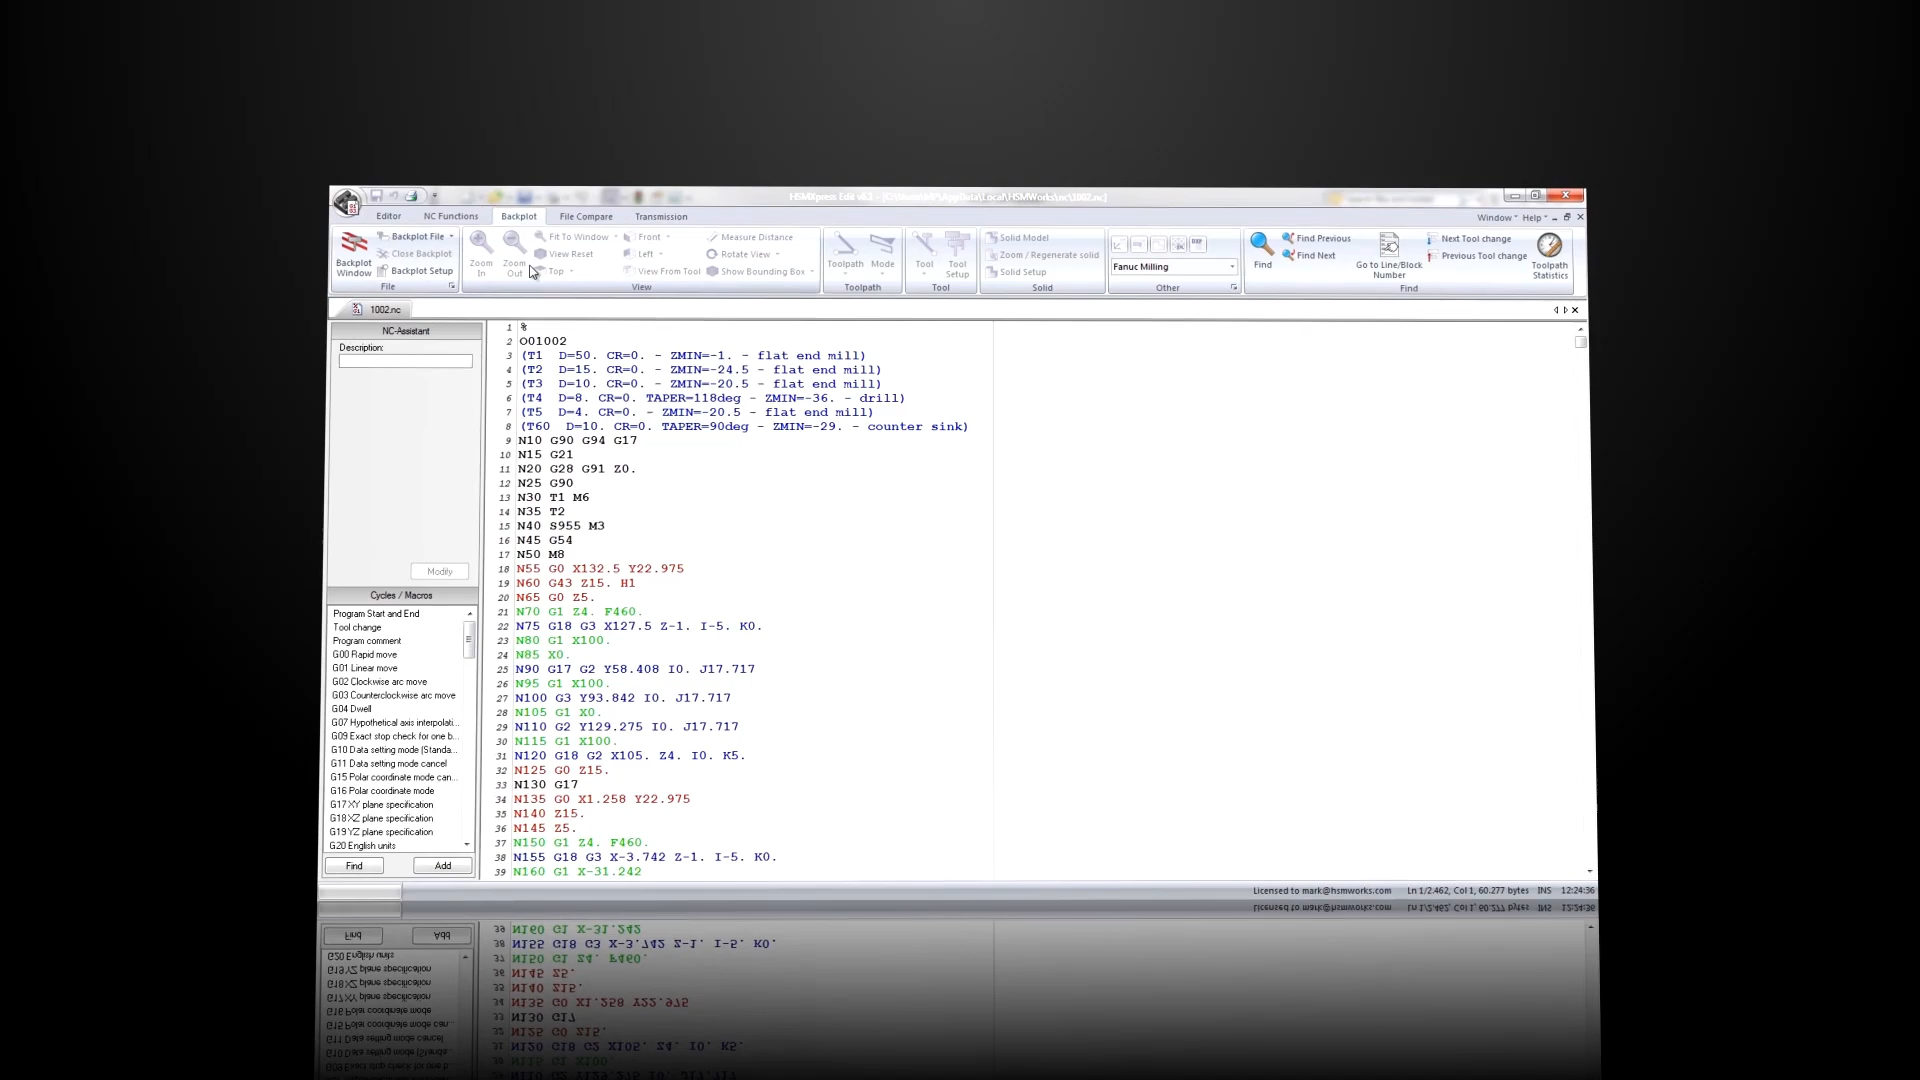 HSMXpress Edit
AppData\Local\HSMWorks\nc\1002.nc]
Editor
NC Functions
Backplot
File Compare
Transmission
Window
Help
Backplot Window
Backplot File
Close Backplot
Backplot Setup
File
Zoom In
Zoom Out
Fit To Window
View Reset
Top
Front
Left
View From Tool
Measure Distance
Rotate View
Show Bounding Box
View
Toolpath
Mode
Toolpath
Tool
Tool Setup
Tool
Solid Model
Zoom / Regenerate solid
Solid Setup
Solid
Fanuc Milling
Other
Find
Find Previous
Find Next
Go to Line/Block Number
Next Tool change
Previous Tool change
Toolpath Statistics
Find
1002.nc
NC-Assistant
Description:
Modify
Cycles / Macros
Program Start and End
Tool change
Program comment
G00 Rapid move
G01 Linear move
G02 Clockwise arc move
G03 Counterclockwise arc move
G04 Dwell
G07 Hypothetical axis interpolati...
G09 Exact stop check for one b...
G10 Data setting mode (Standa...
G11 Data setting mode cancel
G15 Polar coordinate mode can...
G16 Polar coordinate mode
G17 XY plane specification
G18 XZ plane specification
G19 YZ plane specification
G20 English units
Find
Add
1 %
2 O01002
3 (T1  D=50. CR=0. - ZMIN=-1. - flat end mill)
4 (T2  D=15. CR=0. - ZMIN=-24.5 - flat end mill)
5 (T3  D=10. CR=0. - ZMIN=-20.5 - flat end mill)
6 (T4  D=8. CR=0. TAPER=118deg - ZMIN=-36. - drill)
7 (T5  D=4. CR=0. - ZMIN=-20.5 - flat end mill)
8 (T60  D=10. CR=0. TAPER=90deg - ZMIN=-29. - counter sink)
9 N10 G90 G94 G17
10 N15 G21
11 N20 G28 G91 Z0.
12 N25 G90
13 N30 T1 M6
14 N35 T2
15 N40 S955 M3
16 N45 G54
17 N50 M8
18 N55 G0 X132.5 Y22.975
19 N60 G43 Z15. H1
20 N65 G0 Z5.
21 N70 G1 Z4. F460.
22 N75 G18 G3 X127.5 Z-1. I-5. K0.
23 N80 G1 X100.
24 N85 X0.
25 N90 G17 G2 Y58.408 I0. J17.717
26 N95 G1 X100.
27 N100 G3 Y93.842 I0. J17.717
28 N105 G1 X0.
29 N110 G2 Y129.275 I0. J17.717
30 N115 G1 X100.
31 N120 G18 G2 X105. Z4. I0. K5.
32 N125 G0 Z15.
33 N130 G17
34 N135 G0 X1.258 Y22.975
35 N140 Z15.
36 N145 Z5.
37 N150 G1 Z4. F460.
38 N155 G18 G3 X-3.742 Z-1. I-5. K0.
39 N160 G1 X-31.242
Licensed to mark@hsmworks.com
Ln 1/2.462, Col 1, 60.277 bytes
INS
12:24:36